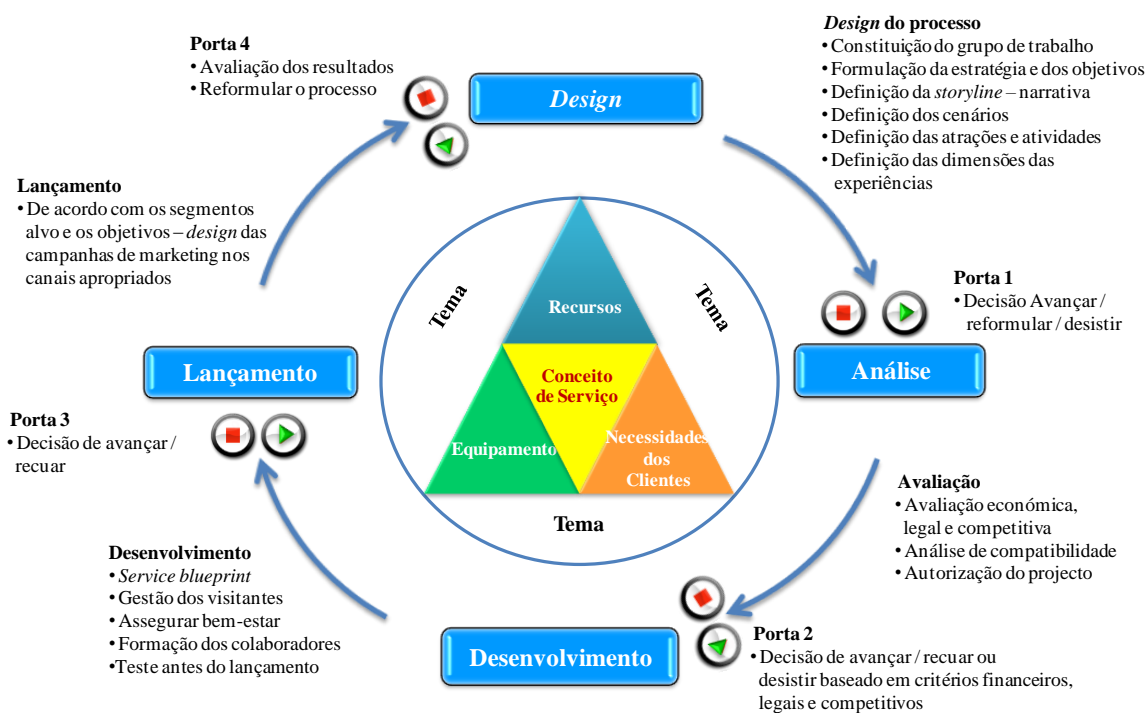 Design do processo
• Constituição do grupo de trabalho
• Formulação da estratégia e dos objetivos
• Definição da storyline – narrativa
• Definição dos cenários
• Definição das atrações e atividades
• Definição das dimensões das
experiências
Porta 4
• Avaliação dos resultados
• Reformular o processo
Design
Lançamento
• De acordo com os segmentos
alvo e os objetivos – design das
campanhas de marketing nos
canais apropriados
Tema
Tema
Recursos
Porta 1
• Decisão Avançar /
reformular / desistir
Lançamento
Análise
Conceito
de Serviço
Porta 3
• Decisão de avançar /
recuar
Equipamento
Necessidades
dos
Clientes
Tema
Avaliação
• Avaliação económica,
legal e competitiva
• Análise de compatibilidade
• Autorização do projecto
Desenvolvimento
• Service blueprint
• Gestão dos visitantes
• Assegurar bem-estar
• Formação dos colaboradores
• Teste antes do lançamento
Desenvolvimento
Porta 2
• Decisão de avançar / recuar ou
desistir baseado em critérios financeiros,
legais e competitivos